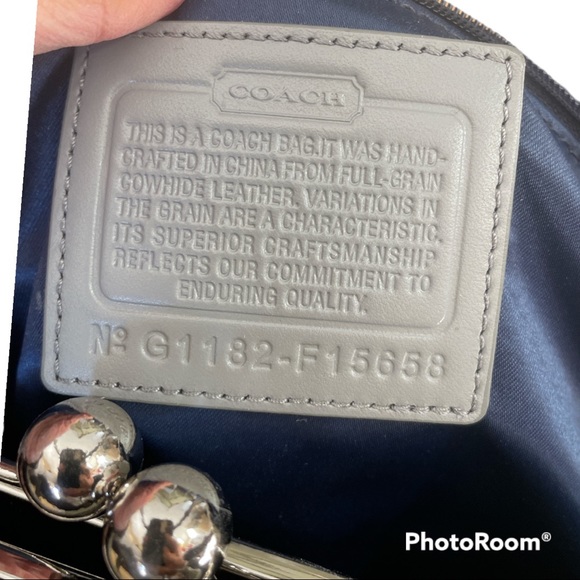 COACH
THIS IS A COACH BAG.IT WAS HAND-
CRAFTED IN CHINA FROM FULL-GRAIN
COWHIDE LEATHER. VARIATIONS IN
THE GRAIN ARE A CHARACTERISTIC.
ITS SUPERIOR CRAFTSMANSHIP
REFLECTS OUR COMMITMENT TO
ENDURING QUALITY.
Nº G1182-F15658
PhotoRoom®